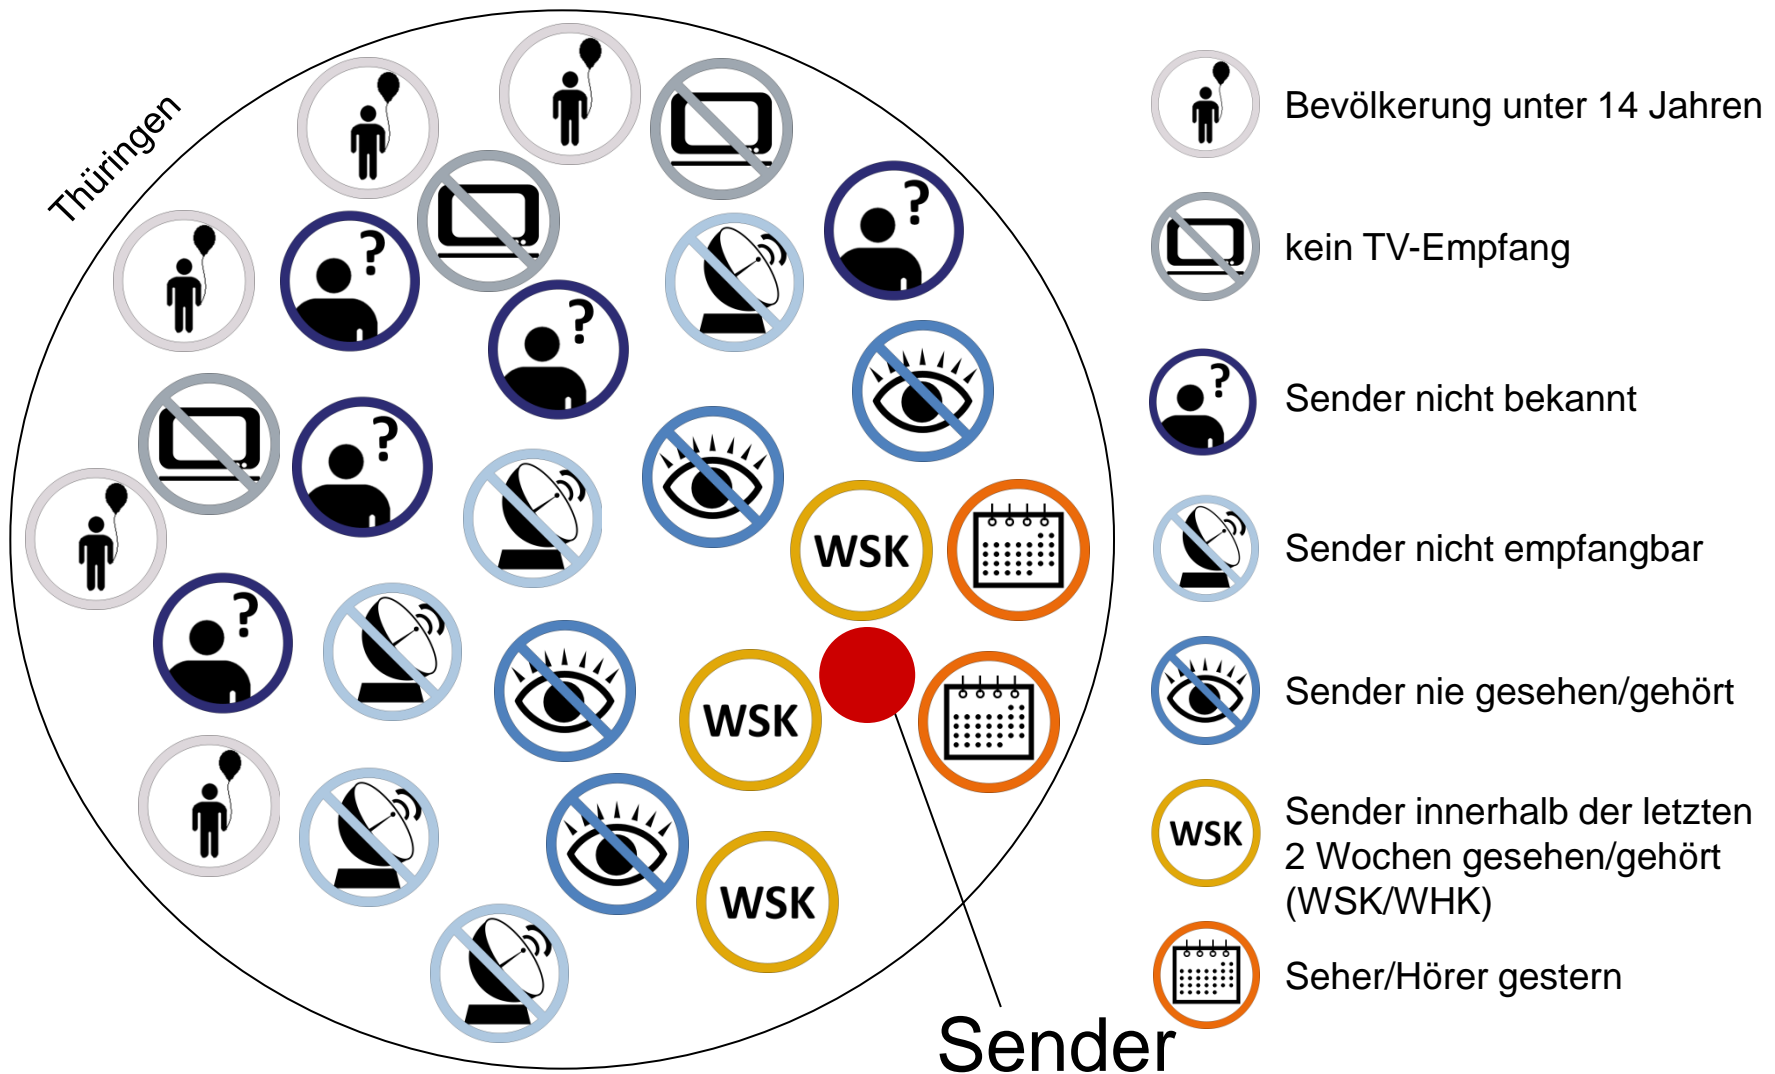 Thüringen
?
?
?
?
?
WSK
WSK
WSK
Sender
Bevölkerung unter 14 Jahren
kein TV-Empfang
?
Sender nicht bekannt
Sender nicht empfangbar
Sender nie gesehen/gehört
WSK
Sender innerhalb der letzten
2 Wochen gesehen/gehört
(WSK/WHK)
Seher/Hörer gestern